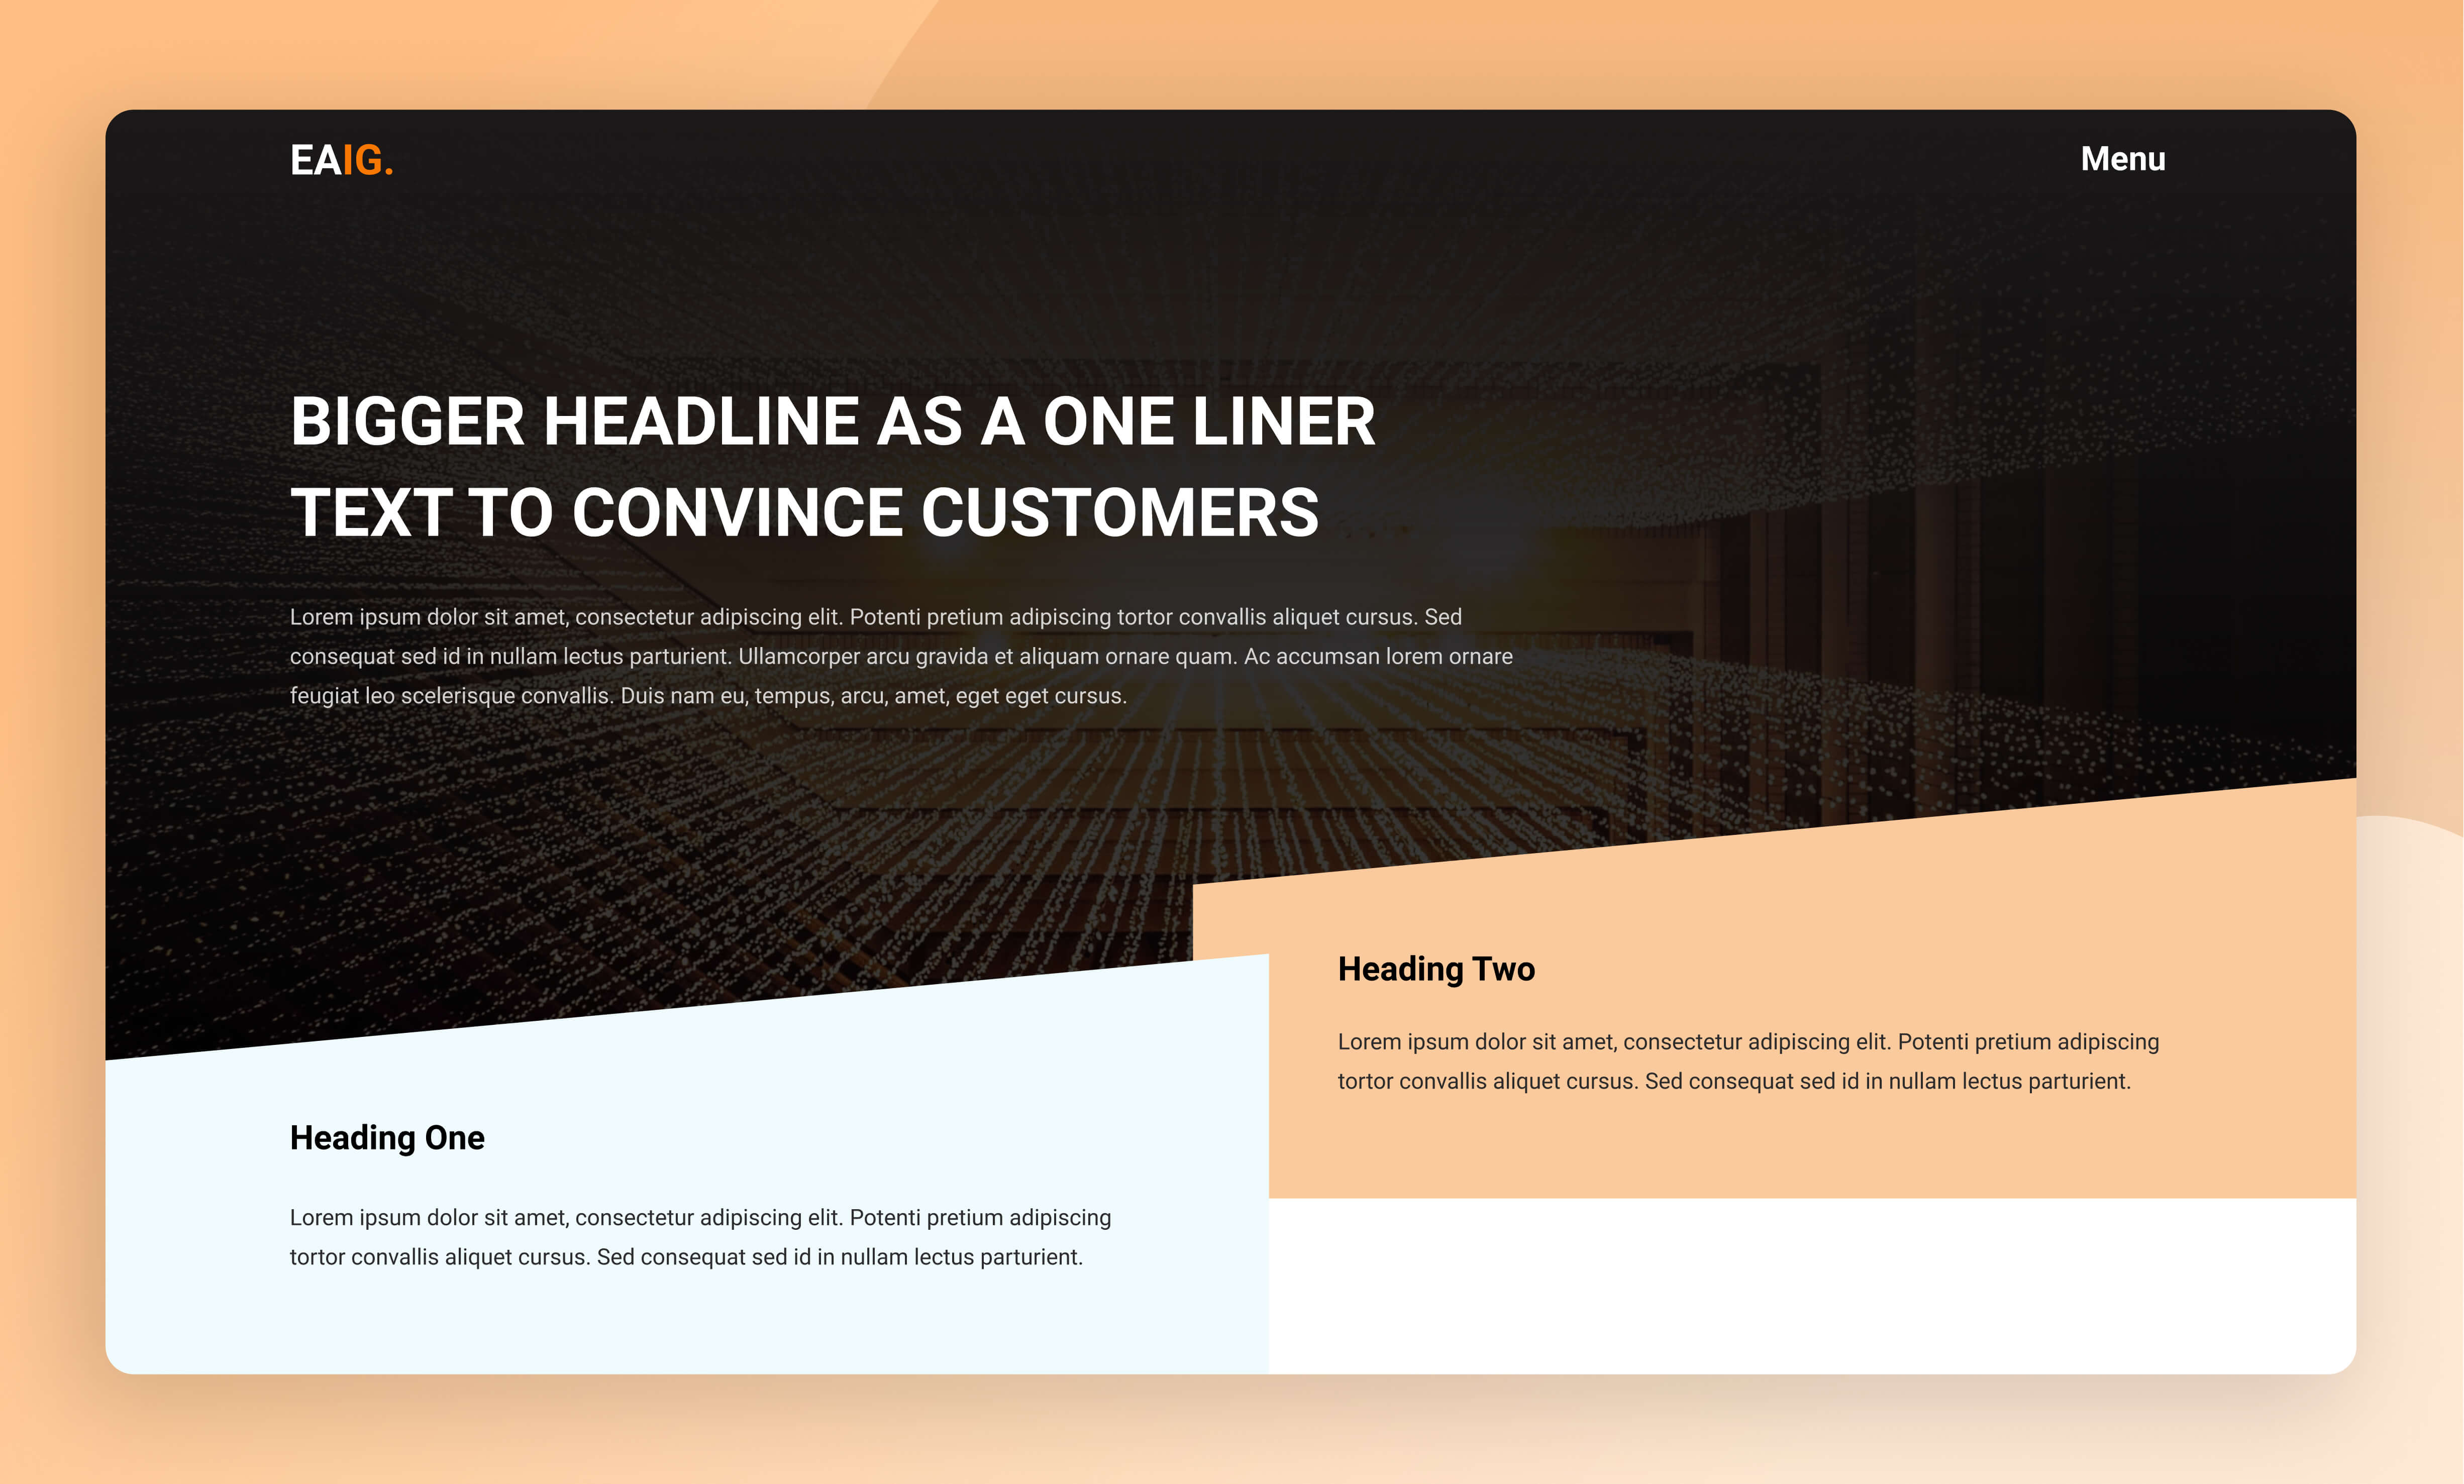 EAIG.
Menu
BIGGER HEADLINE AS A ONE LINER
TEXT TO CONVINCE CUSTOMERS
Lorem ipsum dolor sit amet, consectetur adipiscing elit. Potenti pretium adipiscing tortor convallis aliquet cursus. Sed
consequat sed id in nullam lectus parturient. Ullamcorper arcu gravida et aliquam ornare quam. Ac accumsan lorem ornare
feugiat leo scelerisque convallis. Duis nam eu, tempus, arcu, amet, eget eget cursus.
Heading One
Lorem ipsum dolor sit amet, consectetur adipiscing elit. Potenti pretium adipiscing
tortor convallis aliquet cursus. Sed consequat sed id in nullam lectus parturient.
Heading Two
Lorem ipsum dolor sit amet, consectetur adipiscing elit. Potenti pretium adipiscing
tortor convallis aliquet cursus. Sed consequat sed id in nullam lectus parturient.